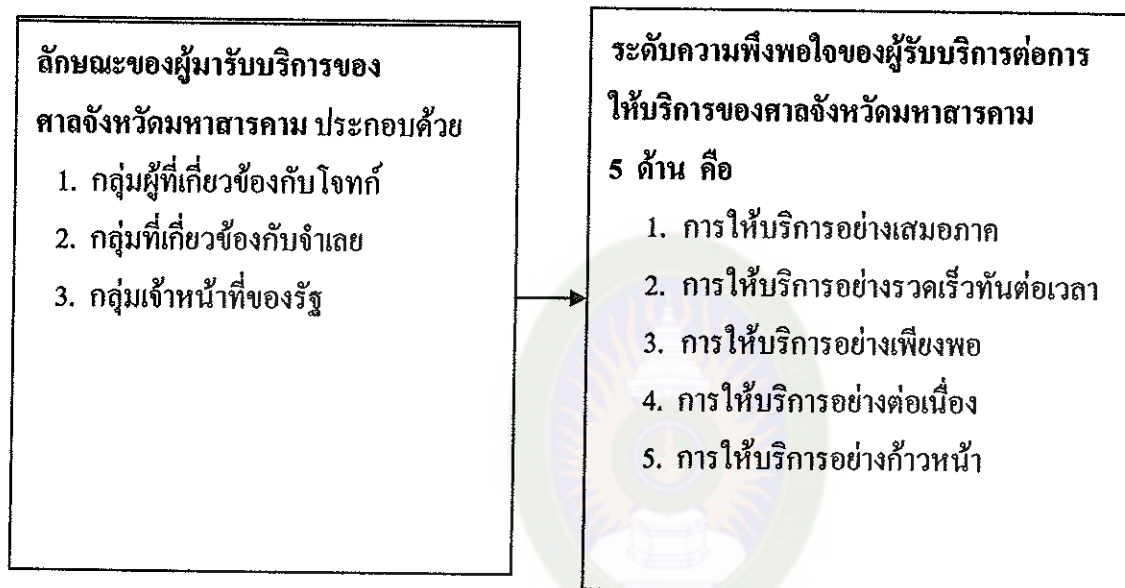 ลักษณะของผู้มารับบริการของ
ศาลจังหวัดมหาสารคาม ประกอบด้วย
1. กลุ่มผู้ที่เกี่ยวข้องกับโจทก์
2. กลุ่มที่เกี่ยวข้องกับจำเลย
3. กลุ่มเจ้าหน้าที่ของรัฐ
ระดับความพึงพอใจของผู้รับบริการต่อการ
ให้บริการของศาลจังหวัดมหาสารคาม
5 ด้าน คือ
1. การให้บริการอย่างเสมอภาค
2. การให้บริการอย่างรวดเร็วทันต่อเวลา
3. การให้บริการอย่างเพียงพอ
4. การให้บริการอย่างต่อเนื่อง
5. การให้บริการอย่างก้าวหน้า